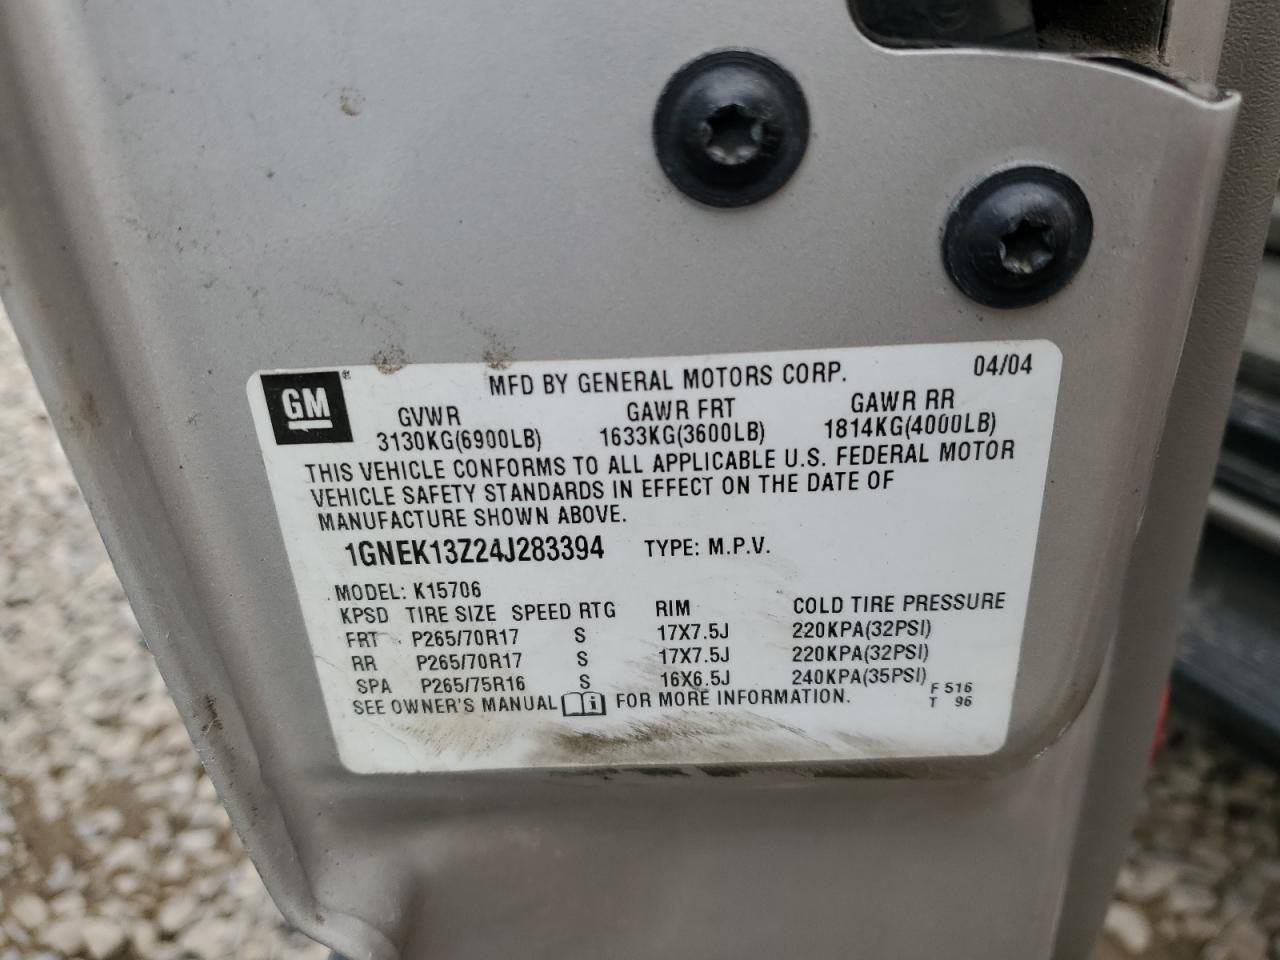 GM® MFD BY GENERAL MOTORS CORP. 04/04
GVWR GAWR FRT GAWR RR
3130KG(6900LB) 1633KG(3600LB) 1814KG(4000LB)
THIS VEHICLE CONFORMS TO ALL APPLICABLE U.S. FEDERAL MOTOR
VEHICLE SAFETY STANDARDS IN EFFECT ON THE DATE OF
MANUFACTURE SHOWN ABOVE.
1GNEK13Z24J283394 TYPE: M.P.V.
MODEL: K15706
KPSD TIRE SIZE SPEED RTG RIM COLD TIRE PRESSURE
FRT P265/70R17 S 17X7.5J 220KPA(32PSI)
RR P265/70R17 S 17X7.5J 220KPA(32PSI)
SPA P265/75R16 S 16X6.5J 240KPA(35PSI)
SEE OWNER'S MANUAL i FOR MORE INFORMATION. F 516
T 96